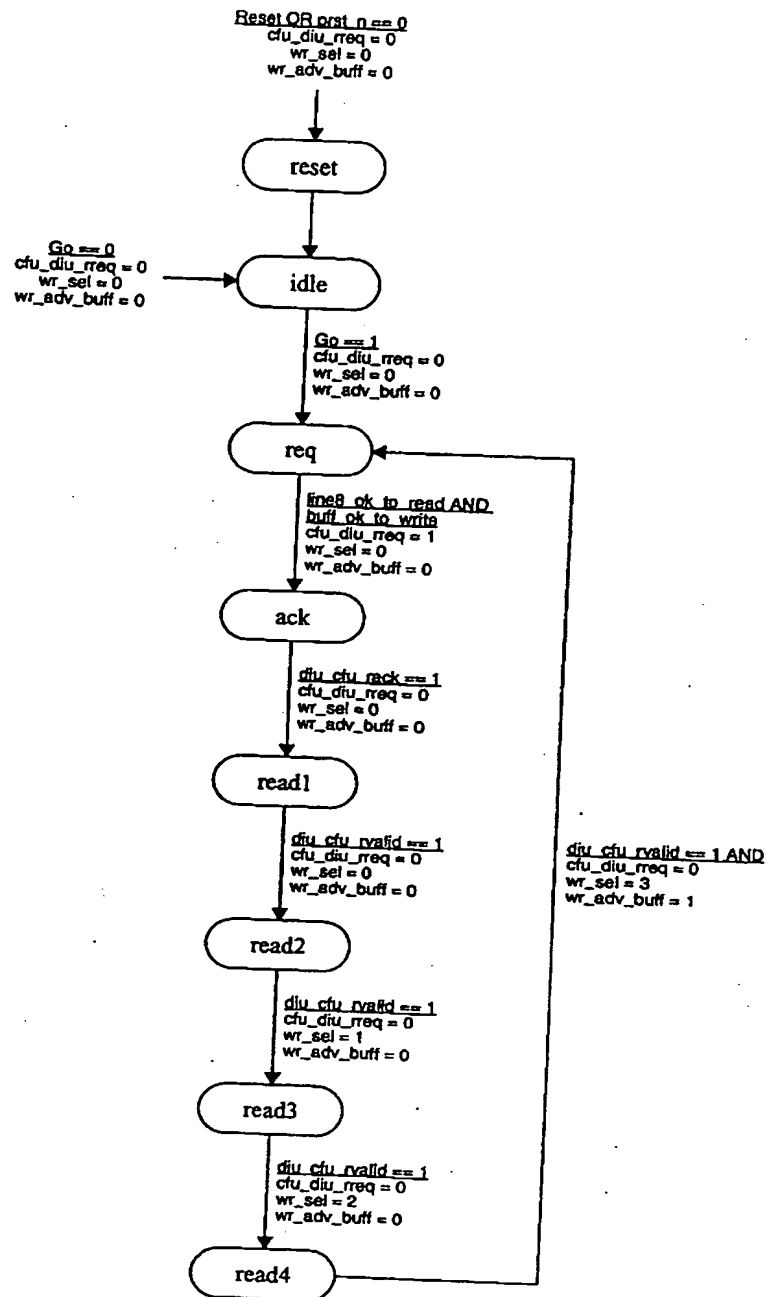 Reset OR prst_n == 0
cfu_diu_rreq = 0
wr_sel = 0
wr_adv_buff = 0
reset
Go == 0
cfu_diu_rreq = 0
wr_sel = 0
wr_adv_buff = 0
idle
Go == 1
cfu_diu_rreq = 0
wr_sel = 0
wr_adv_buff = 0
req
line8_ok_to_read AND
buff_ok_to_write
cfu_diu_rreq = 1
wr_sel = 0
wr_adv_buff = 0
ack
diu_cfu_rack == 1
cfu_diu_rreq = 0
wr_sel = 0
wr_adv_buff = 0
read1
diu_cfu_rvalid == 1
cfu_diu_rreq = 0
wr_sel = 0
wr_adv_buff = 0
diu_cfu_rvalid == 1 AND
cfu_diu_rreq = 0
wr_sel = 3
wr_adv_buff = 1
read2
diu_cfu_rvalid == 1
cfu_diu_rreq = 0
wr_sel = 1
wr_adv_buff = 0
read3
diu_cfu_rvalid == 1
cfu_diu_rreq = 0
wr_sel = 2
wr_adv_buff = 0
read4